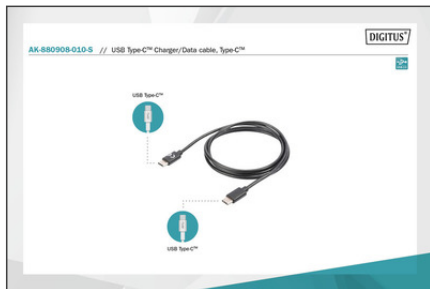 DIGITUS®
AK-880908-010-S // USB Type-C™ Charger/Data cable, Type-C™
USB Type-C™
USB Type-C™